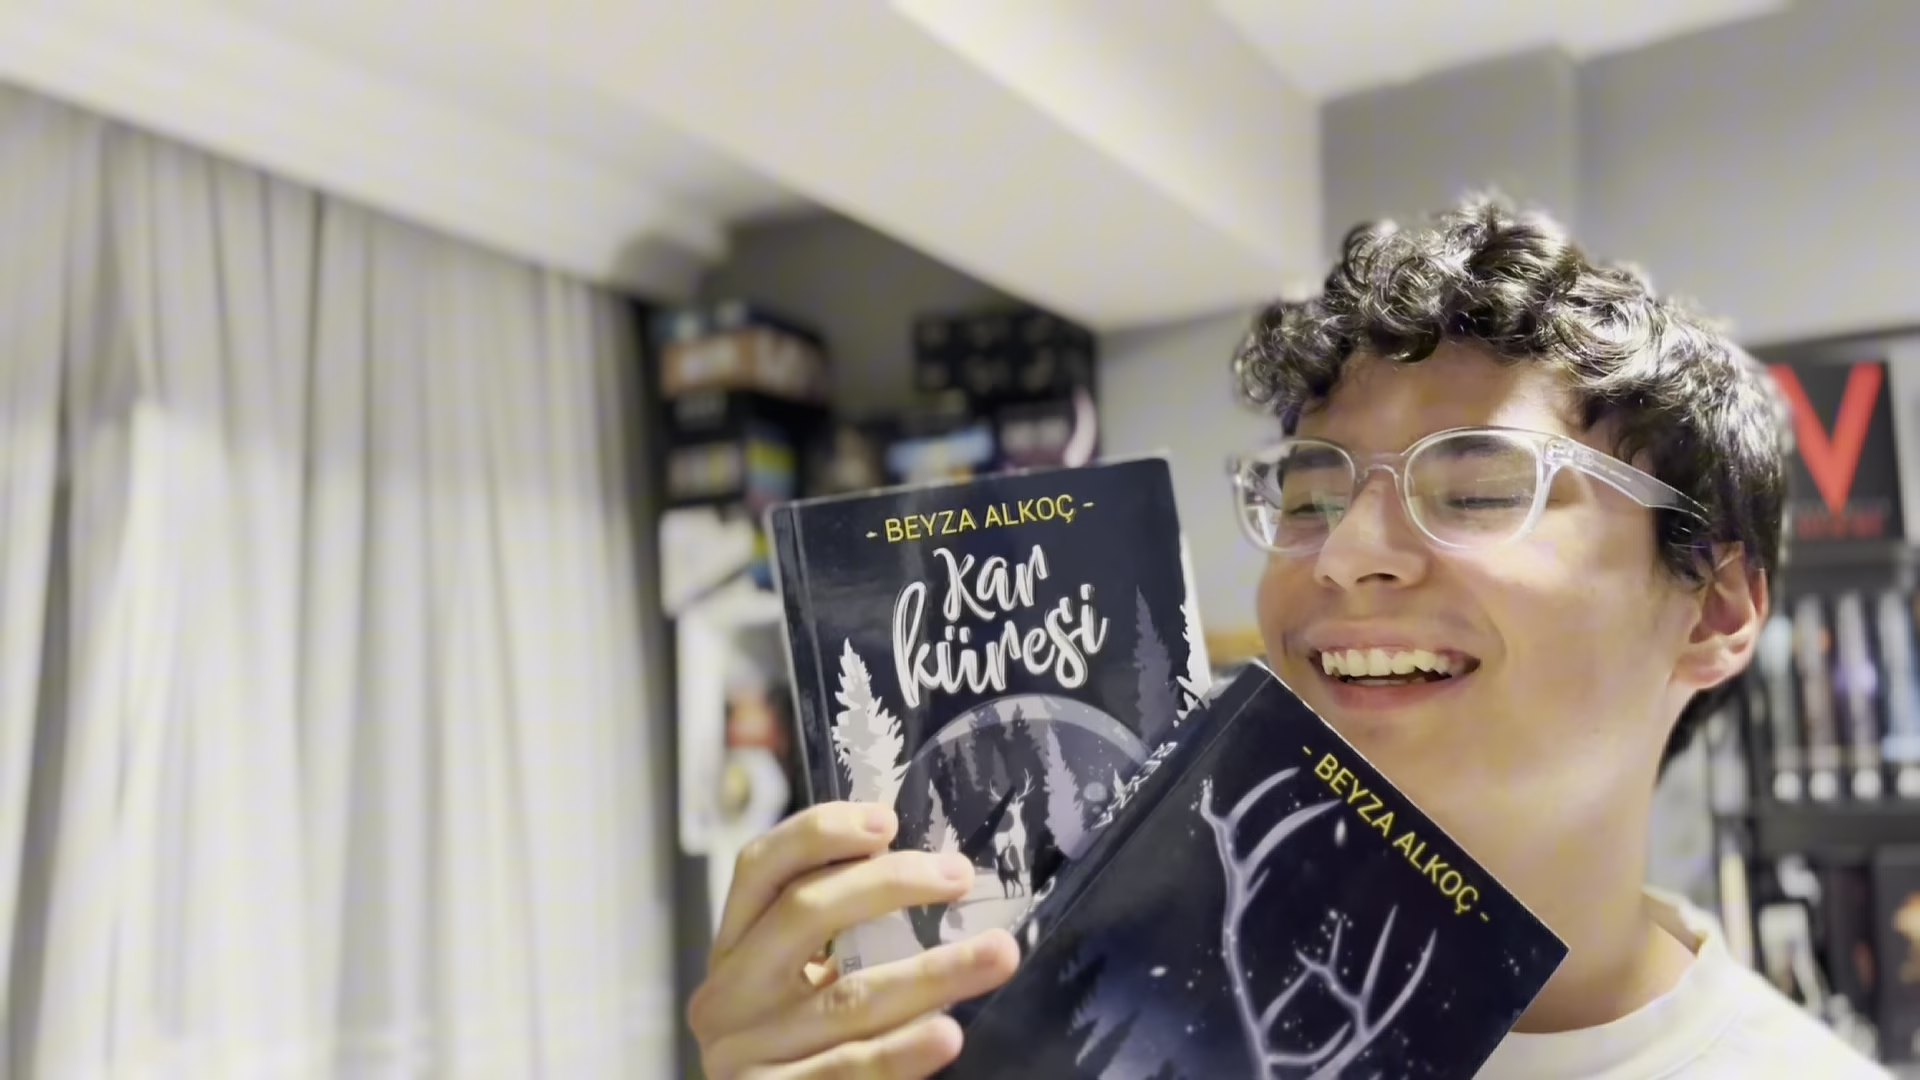 - BEYZA ALKOÇ -
Kar
küresi
- BEYZA ALKOÇ -
V